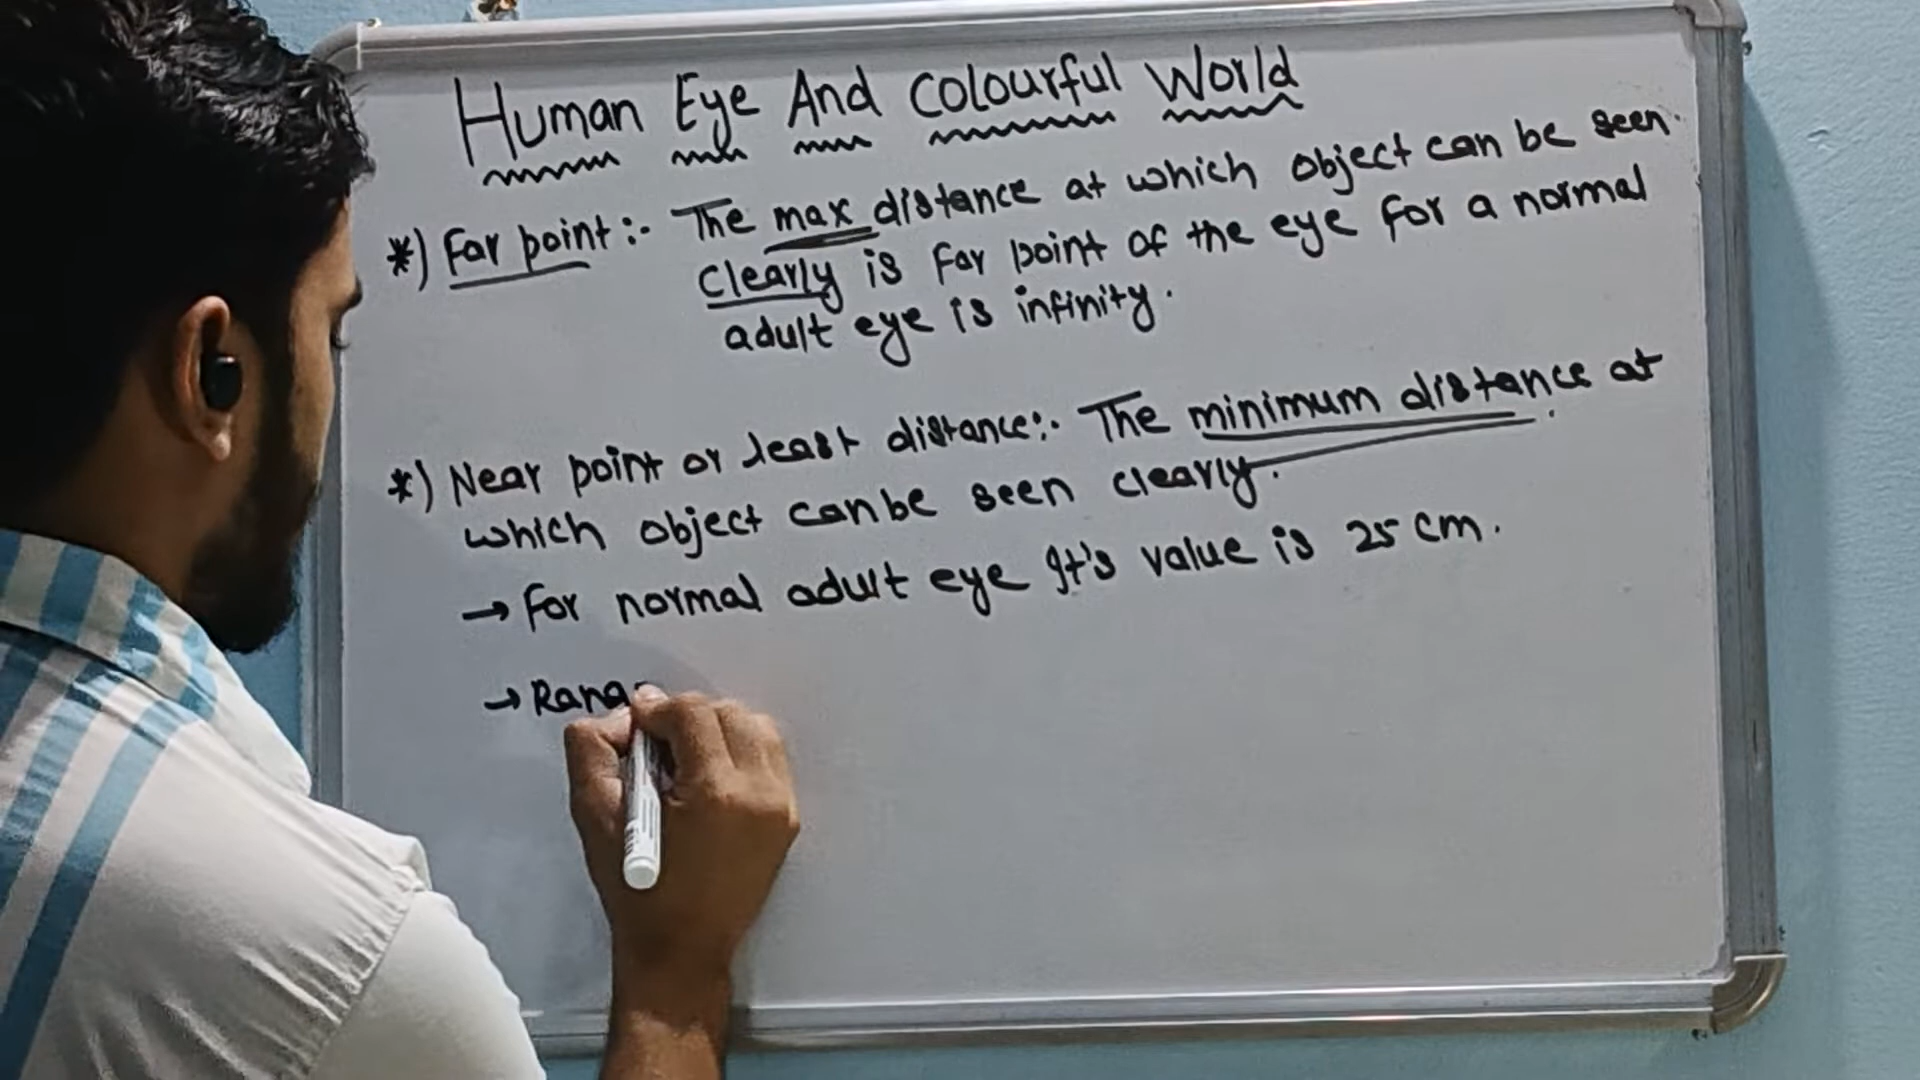 Human Eye And Colourful World
*) Far point :- The max distance at which object can be seen.
clearly is far point of the eye for a normal
adult eye is infinity.
*) Near point or least distance:- The minimum distance at
which object canbe seen clearly.
→ For normal adult eye It's value is 25 cm.
→ Rang